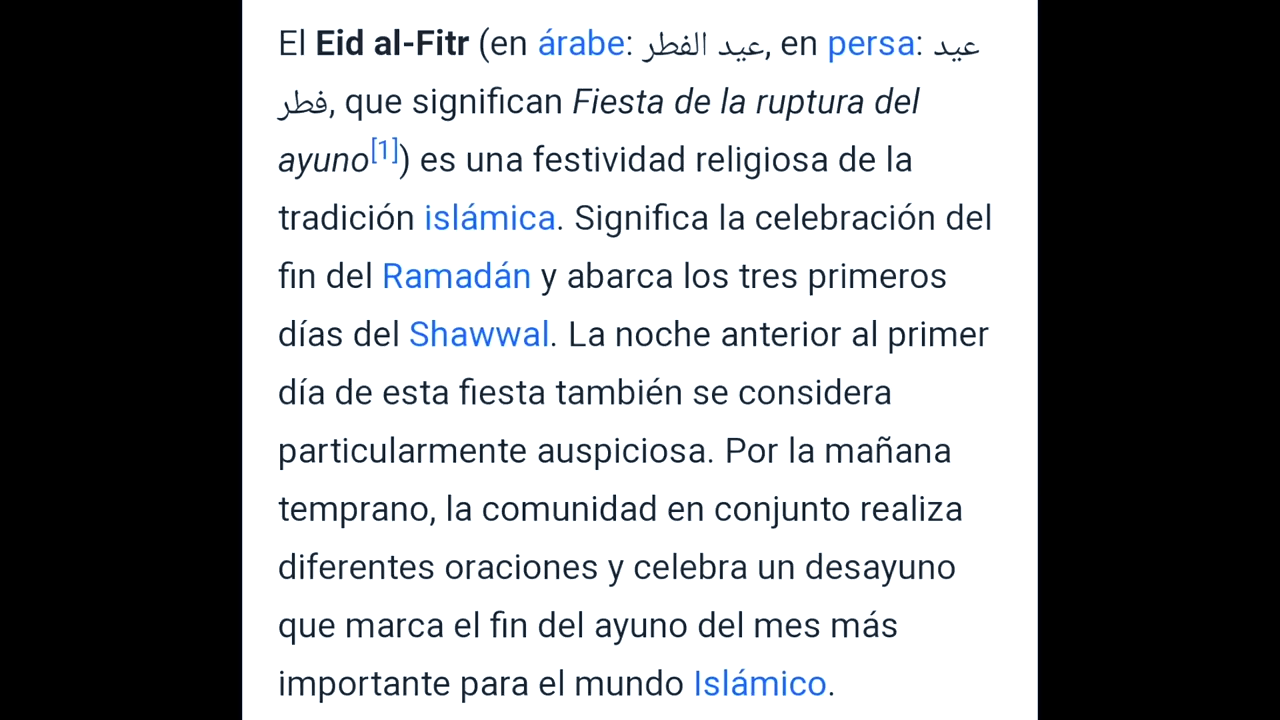 El Eid al-Fitr (en árabe: عيد الفطر, en persa: عيد
فطر, que significan Fiesta de la ruptura del
ayuno[1]) es una festividad religiosa de la
tradición islámica. Significa la celebración del
fin del Ramadán y abarca los tres primeros
días del Shawwal. La noche anterior al primer
día de esta fiesta también se considera
particularmente auspiciosa. Por la mañana
temprano, la comunidad en conjunto realiza
diferentes oraciones y celebra un desayuno
que marca el fin del ayuno del mes más
importante para el mundo Islámico.